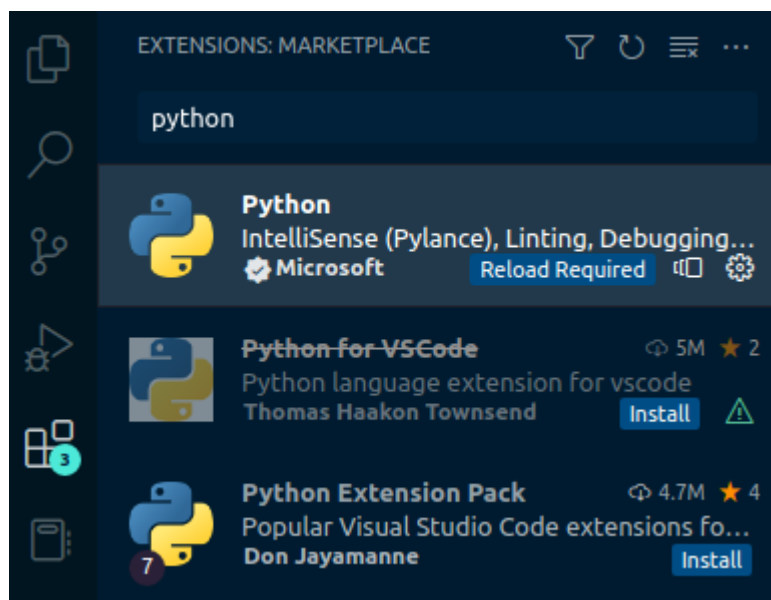 EXTENSIONS: MARKETPLACE
python
Python
IntelliSense (Pylance), Linting, Debugging...
Microsoft Reload Required
Python for VSCode 5M 2
Python language extension for vscode
Thomas Haakon Townsend Install
3
Python Extension Pack 4.7M 4
Popular Visual Studio Code extensions fo...
7 Don Jayamanne Install